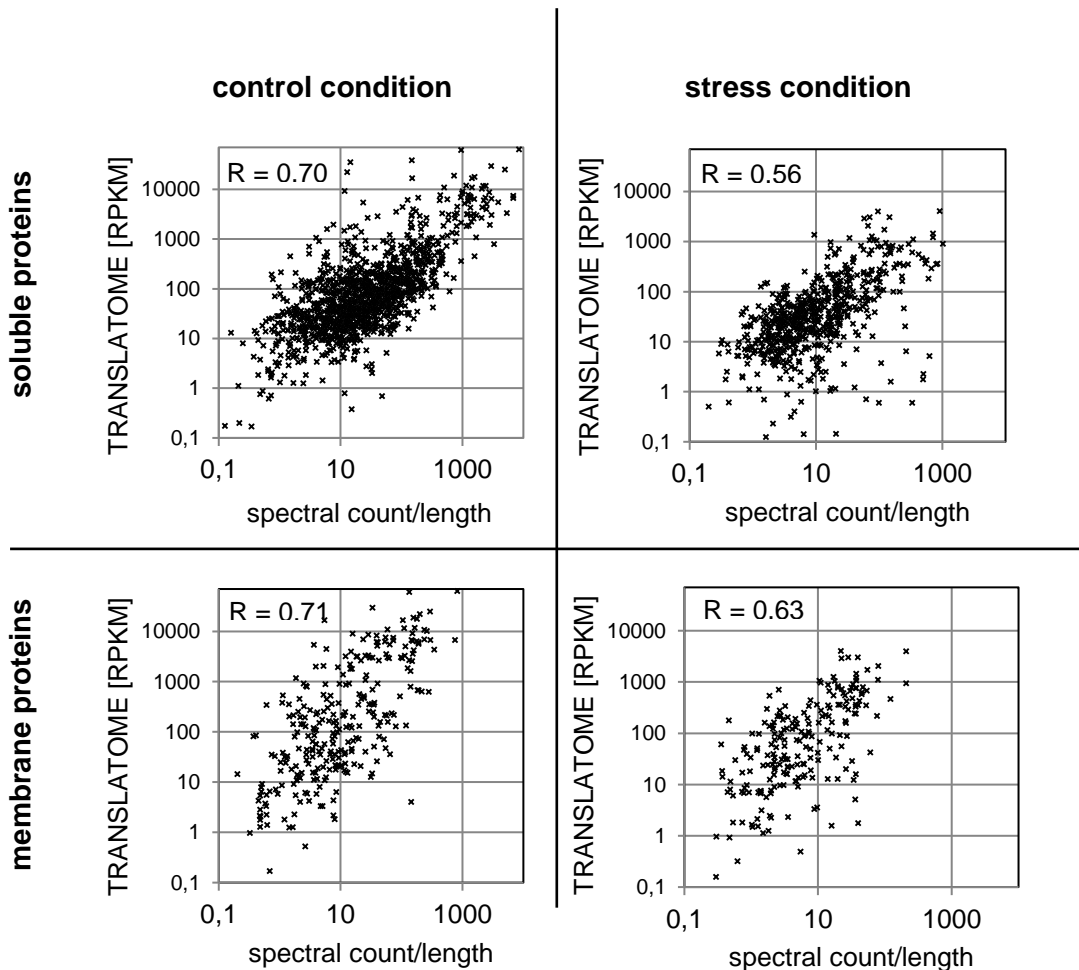 control condition
stress condition
soluble proteins
TRANSLATOME [RPKM]
R = 0.70
10000
1000
100
10
1
0,1
0,1
10
1000
spectral count/length
TRANSLATOME [RPKM]
R = 0.56
10000
1000
100
10
1
0,1
0,1
10
1000
spectral count/length
membrane proteins
TRANSLATOME [RPKM]
R = 0.71
10000
1000
100
10
1
0,1
0,1
10
1000
spectral count/length
TRANSLATOME [RPKM]
R = 0.63
10000
1000
100
10
1
0,1
0,1
10
1000
spectral count/length